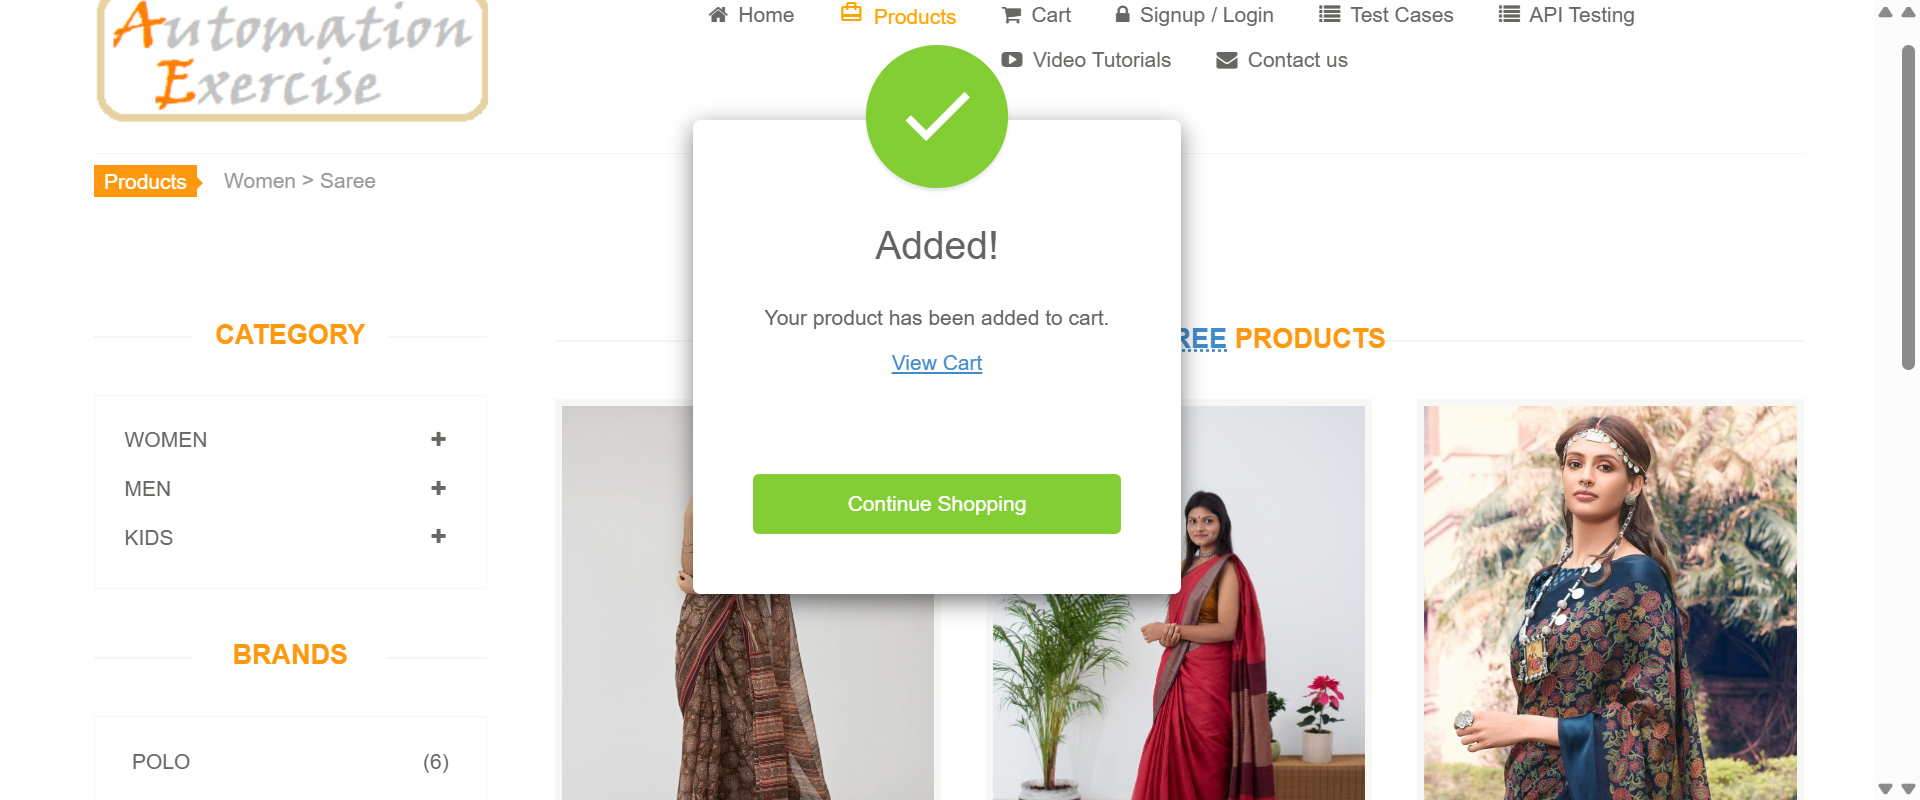 Automation
Exercise
Home
Products
Cart
Signup / Login
Test Cases
API Testing
Video Tutorials
Contact us
Products
Women > Saree
Added!
Your product has been added to cart.
View Cart
Continue Shopping
CATEGORY
WOMEN
MEN
KIDS
BRANDS
POLO (6)
REE PRODUCTS